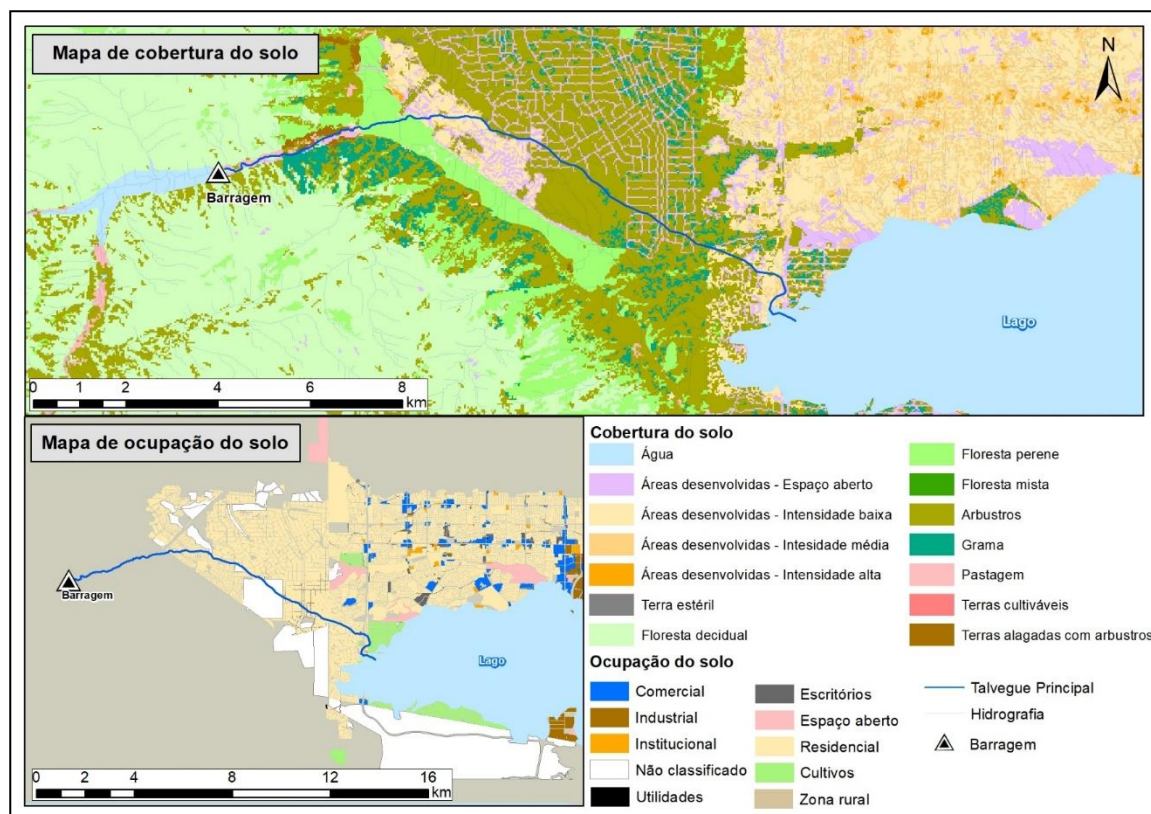 Mapa de cobertura do solo
N
Barragem
Lago
0 1 2 4 6 8
km
Mapa de ocupação do solo
Barragem
Lago
0 2 4 8 12 16
km
Cobertura do solo
Água
Áreas desenvolvidas - Espaço aberto
Áreas desenvolvidas - Intensidade baixa
Áreas desenvolvidas - Intesidade média
Áreas desenvolvidas - Intensidade alta
Terra estéril
Floresta decidual
Floresta perene
Floresta mista
Arbustros
Grama
Pastagem
Terras cultiváveis
Terras alagadas com arbustros
Ocupação do solo
Comercial
Industrial
Institucional
Não classificado
Utilidades
Escritórios
Espaço aberto
Residencial
Cultivos
Zona rural
Talvegue Principal
Hidrografia
Barragem